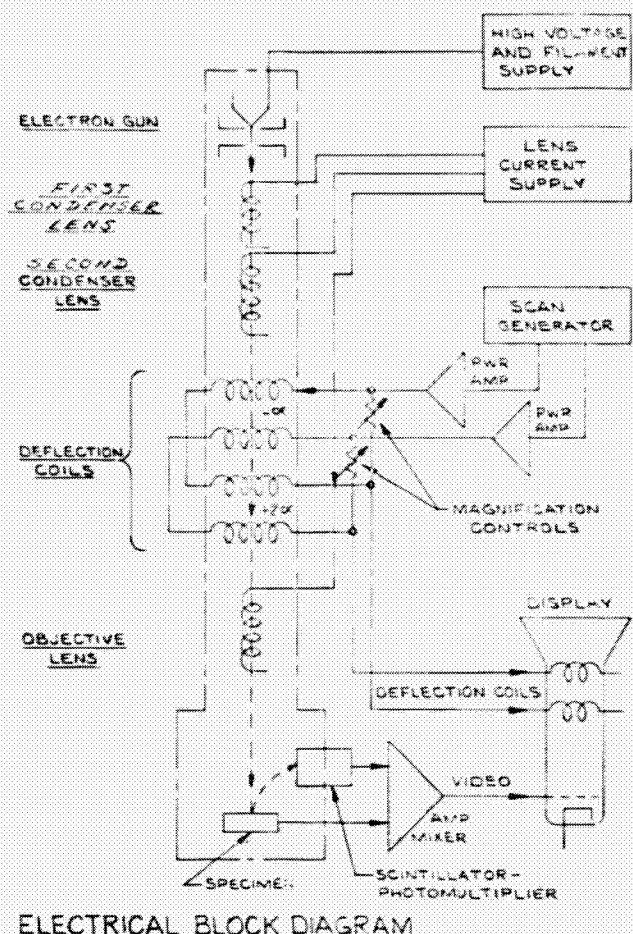 HIGH VOLTAGE
AND FILAMENT
SUPPLY
ELECTRON GUN
LENS
CURRENT
SUPPLY
FIRST
CONDENSER
LENS
SECOND
CONDENSER
LENS
SCAN
GENERATOR
PWR
AMP
PWR
AMP
-α
DEFLECTION
COILS
+2α
MAGNIFICATION
CONTROLS
DISPLAY
OBJECTIVE
LENS
DEFLECTION COILS
VIDEO
AMP
MIXER
SPECIMEN
SCINTILLATOR-
PHOTOMULTIPLIER
ELECTRICAL BLOCK DIAGRAM